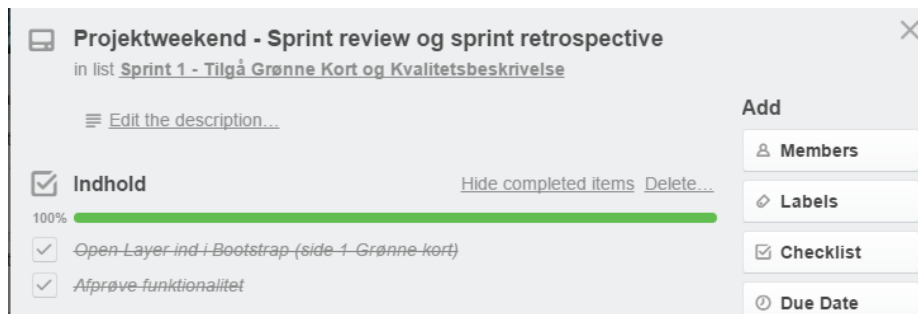 Projektweekend - Sprint review og sprint retrospective
in list Sprint 1 - Tilgå Grønne Kort og Kvalitetsbeskrivelse
Edit the description…
Indhold
Hide completed items Delete…
100%
Open Layer ind i Bootstrap (side 1 Grønne kort)
Afprøve funktionalitet
Add
Members
Labels
Checklist
Due Date